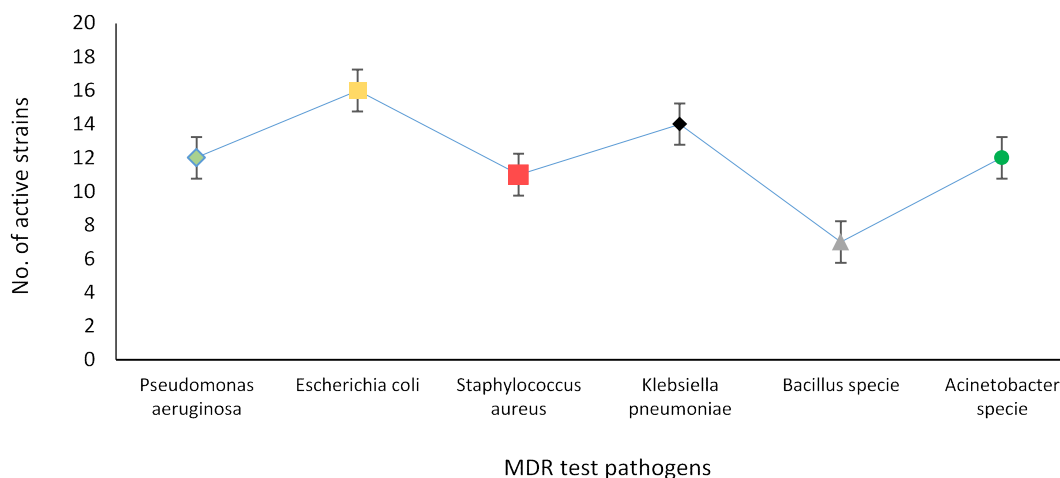 20
18
16
14
12
10
8
6
4
2
0
No. of active strains
Pseudomonas
aeruginosa
Escherichia coli
Staphylococcus
aureus
Klebsiella
pneumoniae
Bacillus specie
Acinetobacter
specie
MDR test pathogens